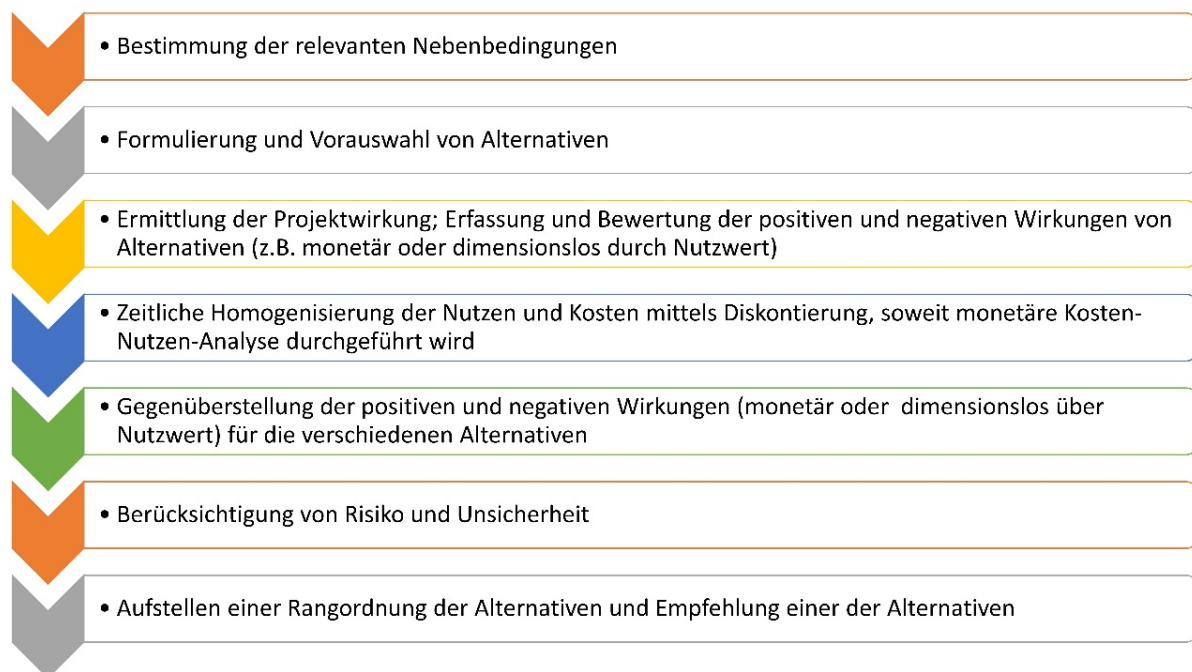 • Bestimmung der relevanten Nebenbedingungen
• Formulierung und Vorauswahl von Alternativen
• Ermittlung der Projektwirkung; Erfassung und Bewertung der positiven und negativen Wirkungen von
Alternativen (z.B. monetär oder dimensionslos durch Nutzwert)
• Zeitliche Homogenisierung der Nutzen und Kosten mittels Diskontierung, soweit monetäre Kosten-
Nutzen-Analyse durchgeführt wird
• Gegenüberstellung der positiven und negativen Wirkungen (monetär oder  dimensionslos über
Nutzwert) für die verschiedenen Alternativen
• Berücksichtigung von Risiko und Unsicherheit
• Aufstellen einer Rangordnung der Alternativen und Empfehlung einer der Alternativen